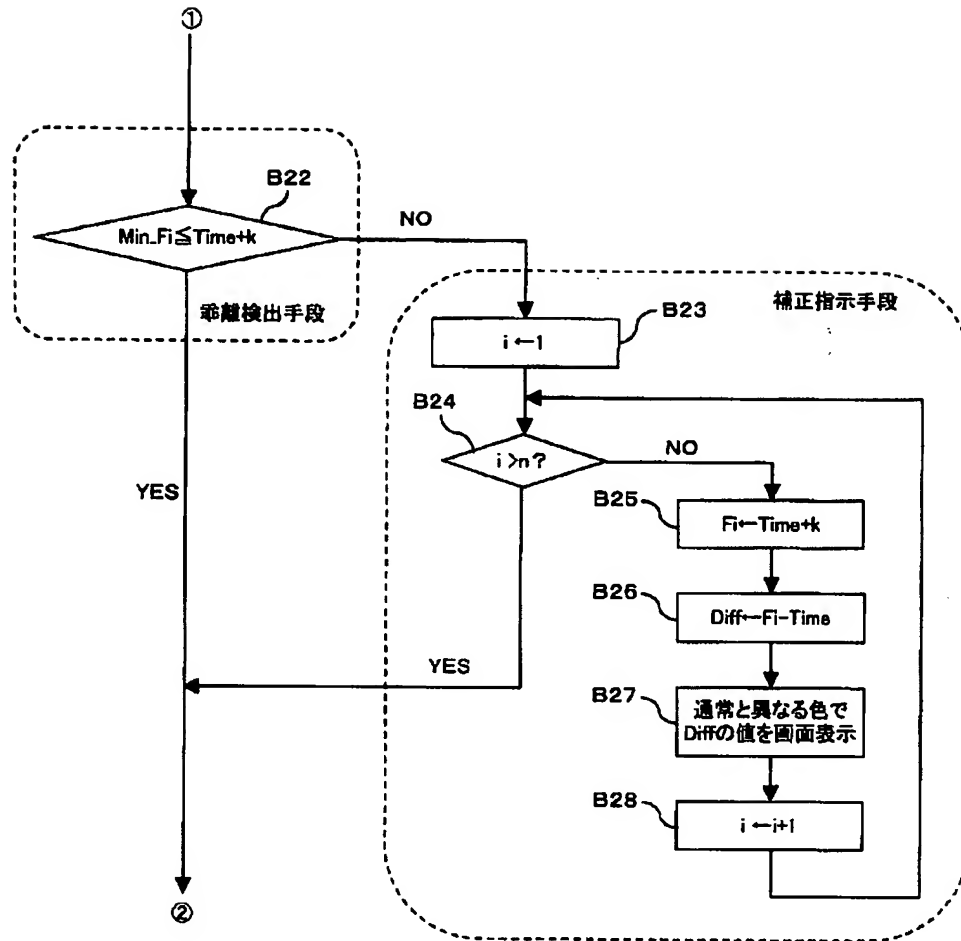 ①
B22
Min_Fi≦Time+k
NO
乖離検出手段
補正指示手段
B23
i←1
B24
i>n?
NO
YES
B25
Fi←Time+k
B26
Diff←Fi-Time
YES
B27
通常と異なる色で
Diffの値を画面表示
B28
i←i+1
②